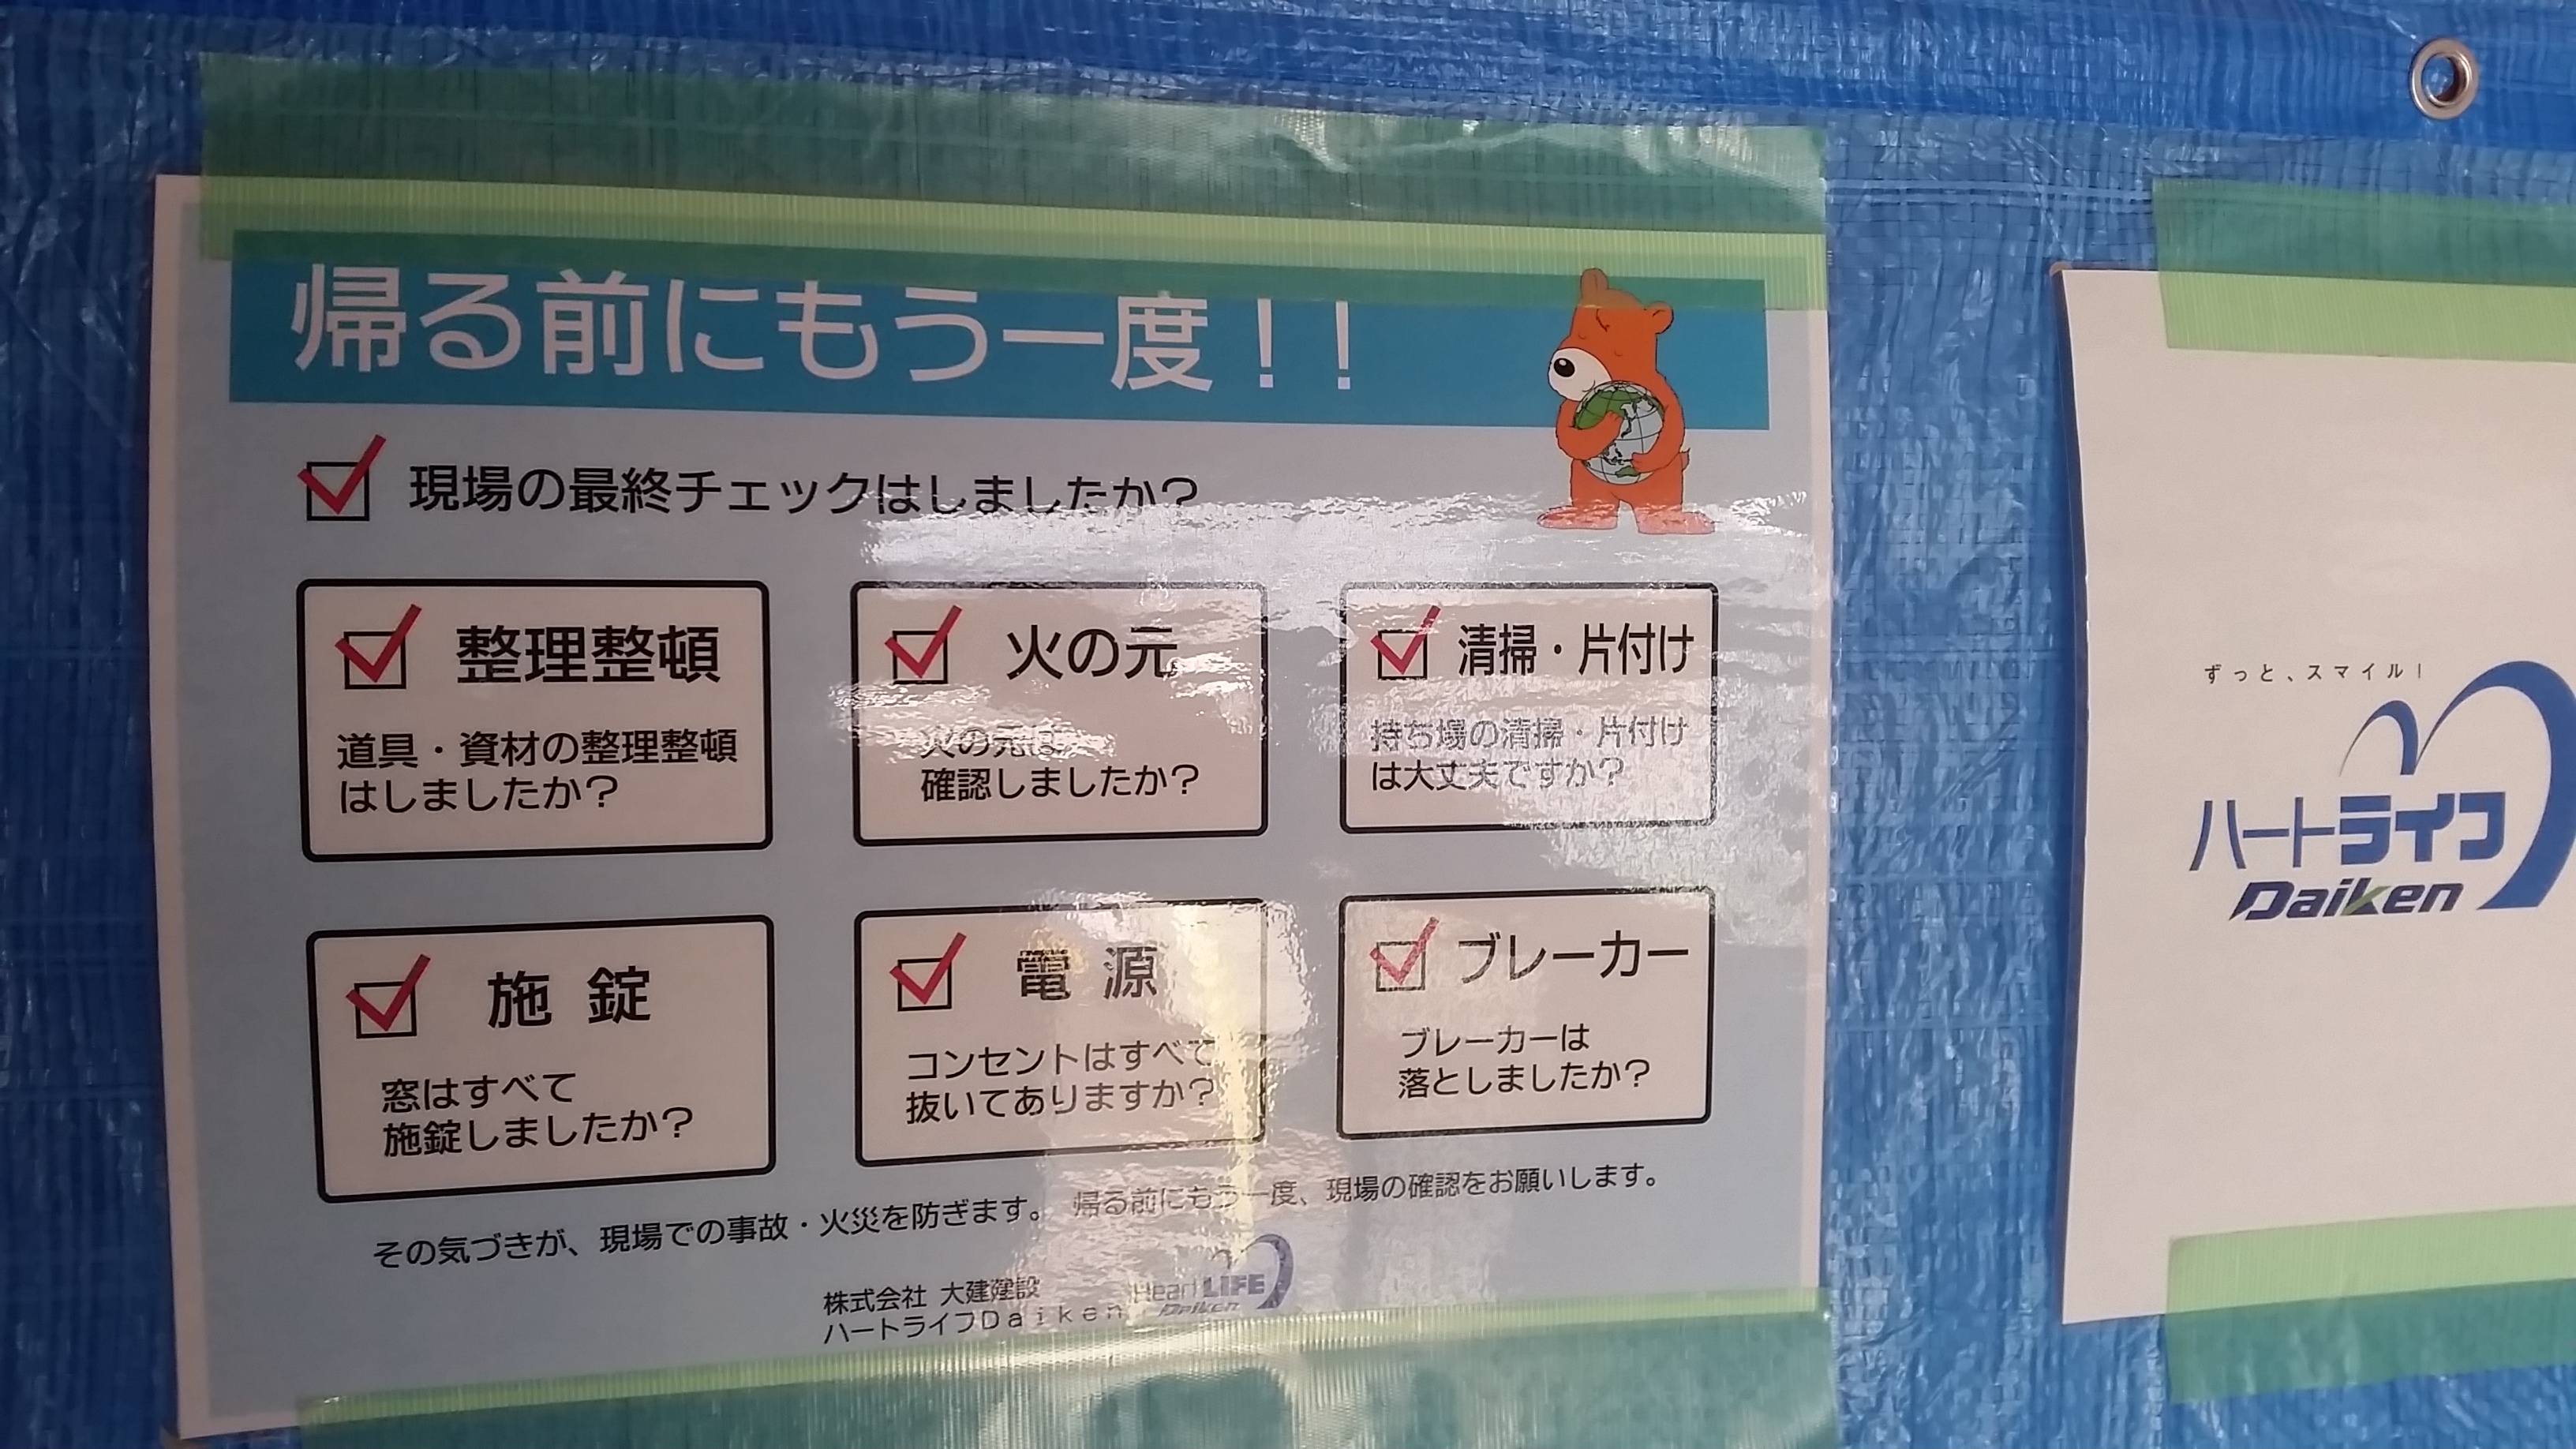 帰る前にもう一度！！
現場の最終チェックはしましたか？
整理整頓
道具・資材の整理整頓
はしましたか？
火の元
火の元は
確認しましたか？
清掃・片付け
持ち場の清掃・片付け
は大丈夫ですか？
施 錠
窓はすべて
施錠しましたか？
電 源
コンセントはすべて
抜いてありますか？
ブレーカー
ブレーカーは
落としましたか？
その気づきが、現場での事故・火災を防ぎます。 帰る前にもう一度、現場の確認をお願いします。
株式会社 大建建設
ハートライフDaiken
Heart LIFE
Daiken
ずっと、スマイル！
ハートライフ
Daiken